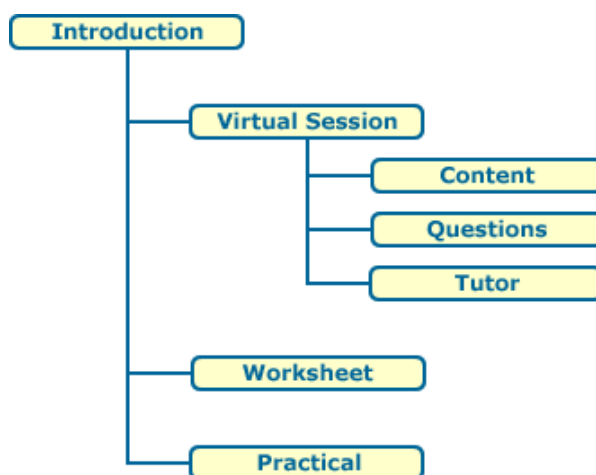 Introduction
Virtual Session
Content
Questions
Tutor
Worksheet
Practical